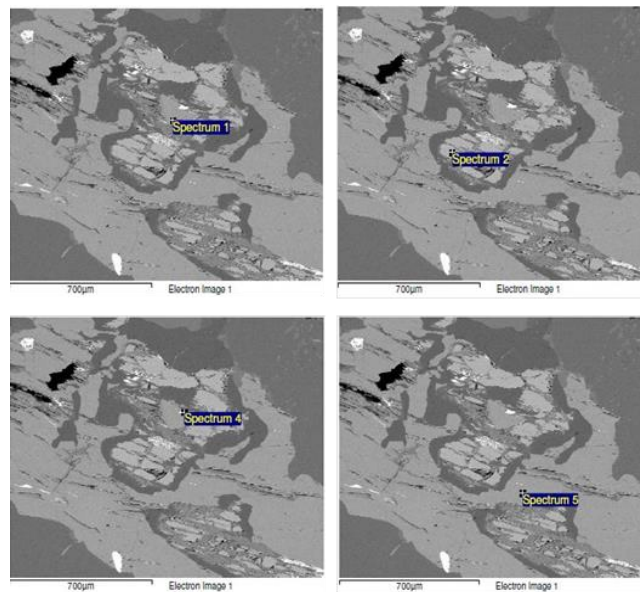 Spectrum 1
700µm Electron Image 1
Spectrum 2
700µm Electron Image 1
Spectrum 4
700µm Electron Image 1
Spectrum 5
700µm Electron Image 1